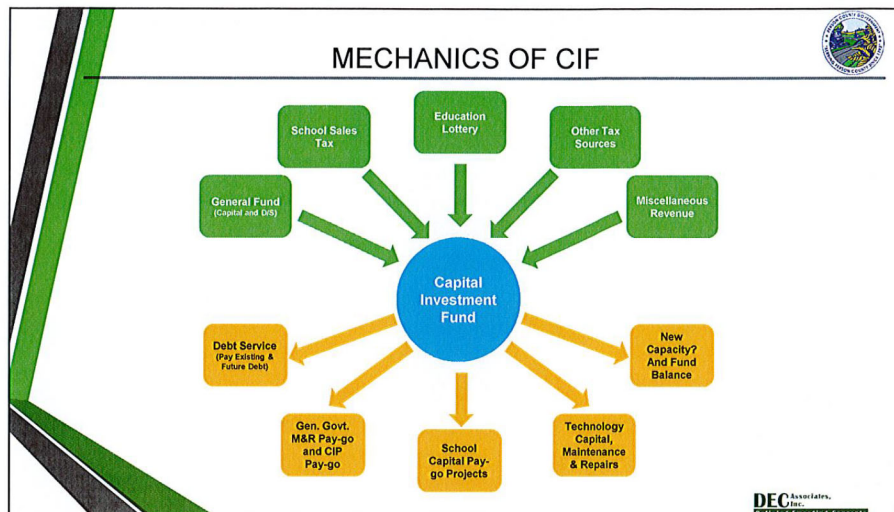 MECHANICS OF CIF
Education
Lottery
School Sales
Tax
Other Tax
Sources
General Fund
(Capital and D/S)
Miscellaneous
Revenue
Capital
Investment
Fund
Debt Service
(Pay Existing &
Future Debt)
New
Capacity?
And Fund
Balance
Gen. Govt.
M&R Pay-go
and CIP
Pay-go
School
Capital Pay-
go Projects
Technology
Capital,
Maintenance
& Repairs
DEC Associates,
Inc.